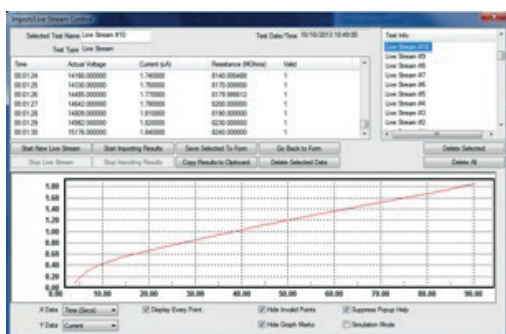 Import/Live Stream Control
Selected Test Name Live Stream #10 Test Date/Time 10/10/2013 10:49:00 Test Info
Test Type Live Stream
Live Stream #10
Live Stream #9
Live Stream #8
Live Stream #7
Live Stream #6
Live Stream #5
Live Stream #4
Live Stream #3
Live Stream #2
Time Actual Voltage Current (uA) Resistance (MOhms) Valid
00:01:24 14166.000000 1.740000 8140.000488 1
00:01:25 14330.000000 1.750000 8170.000000 1
00:01:26 14485.000000 1.770000 8179.999512 1
00:01:27 14642.000000 1.790000 8200.000000 1
00:01:28 14805.000000 1.810000 8190.000000 1
00:01:29 14982.000000 1.820000 8230.000000 1
00:01:30 15176.000000 1.840000 8240.000000 1
Start New Live Stream Start Importing Results Save Selected To Form Go Back to Form Delete Selected
Stop Live Stream Stop Importing Results Copy Results to Clipboard Delete Selected Data Delete All
1.80
1.60
1.40
1.20
1.00
0.80
0.60
0.40
0.20
0.00
0.00 10.00 20.00 30.00 40.00 50.00 60.00 70.00 80.00 90.00
X Data Time (Secs) Display Every Point Hide Invalid Points Suppress Popup Help
Y Data Current Hide Graph Marks Simulation Mode